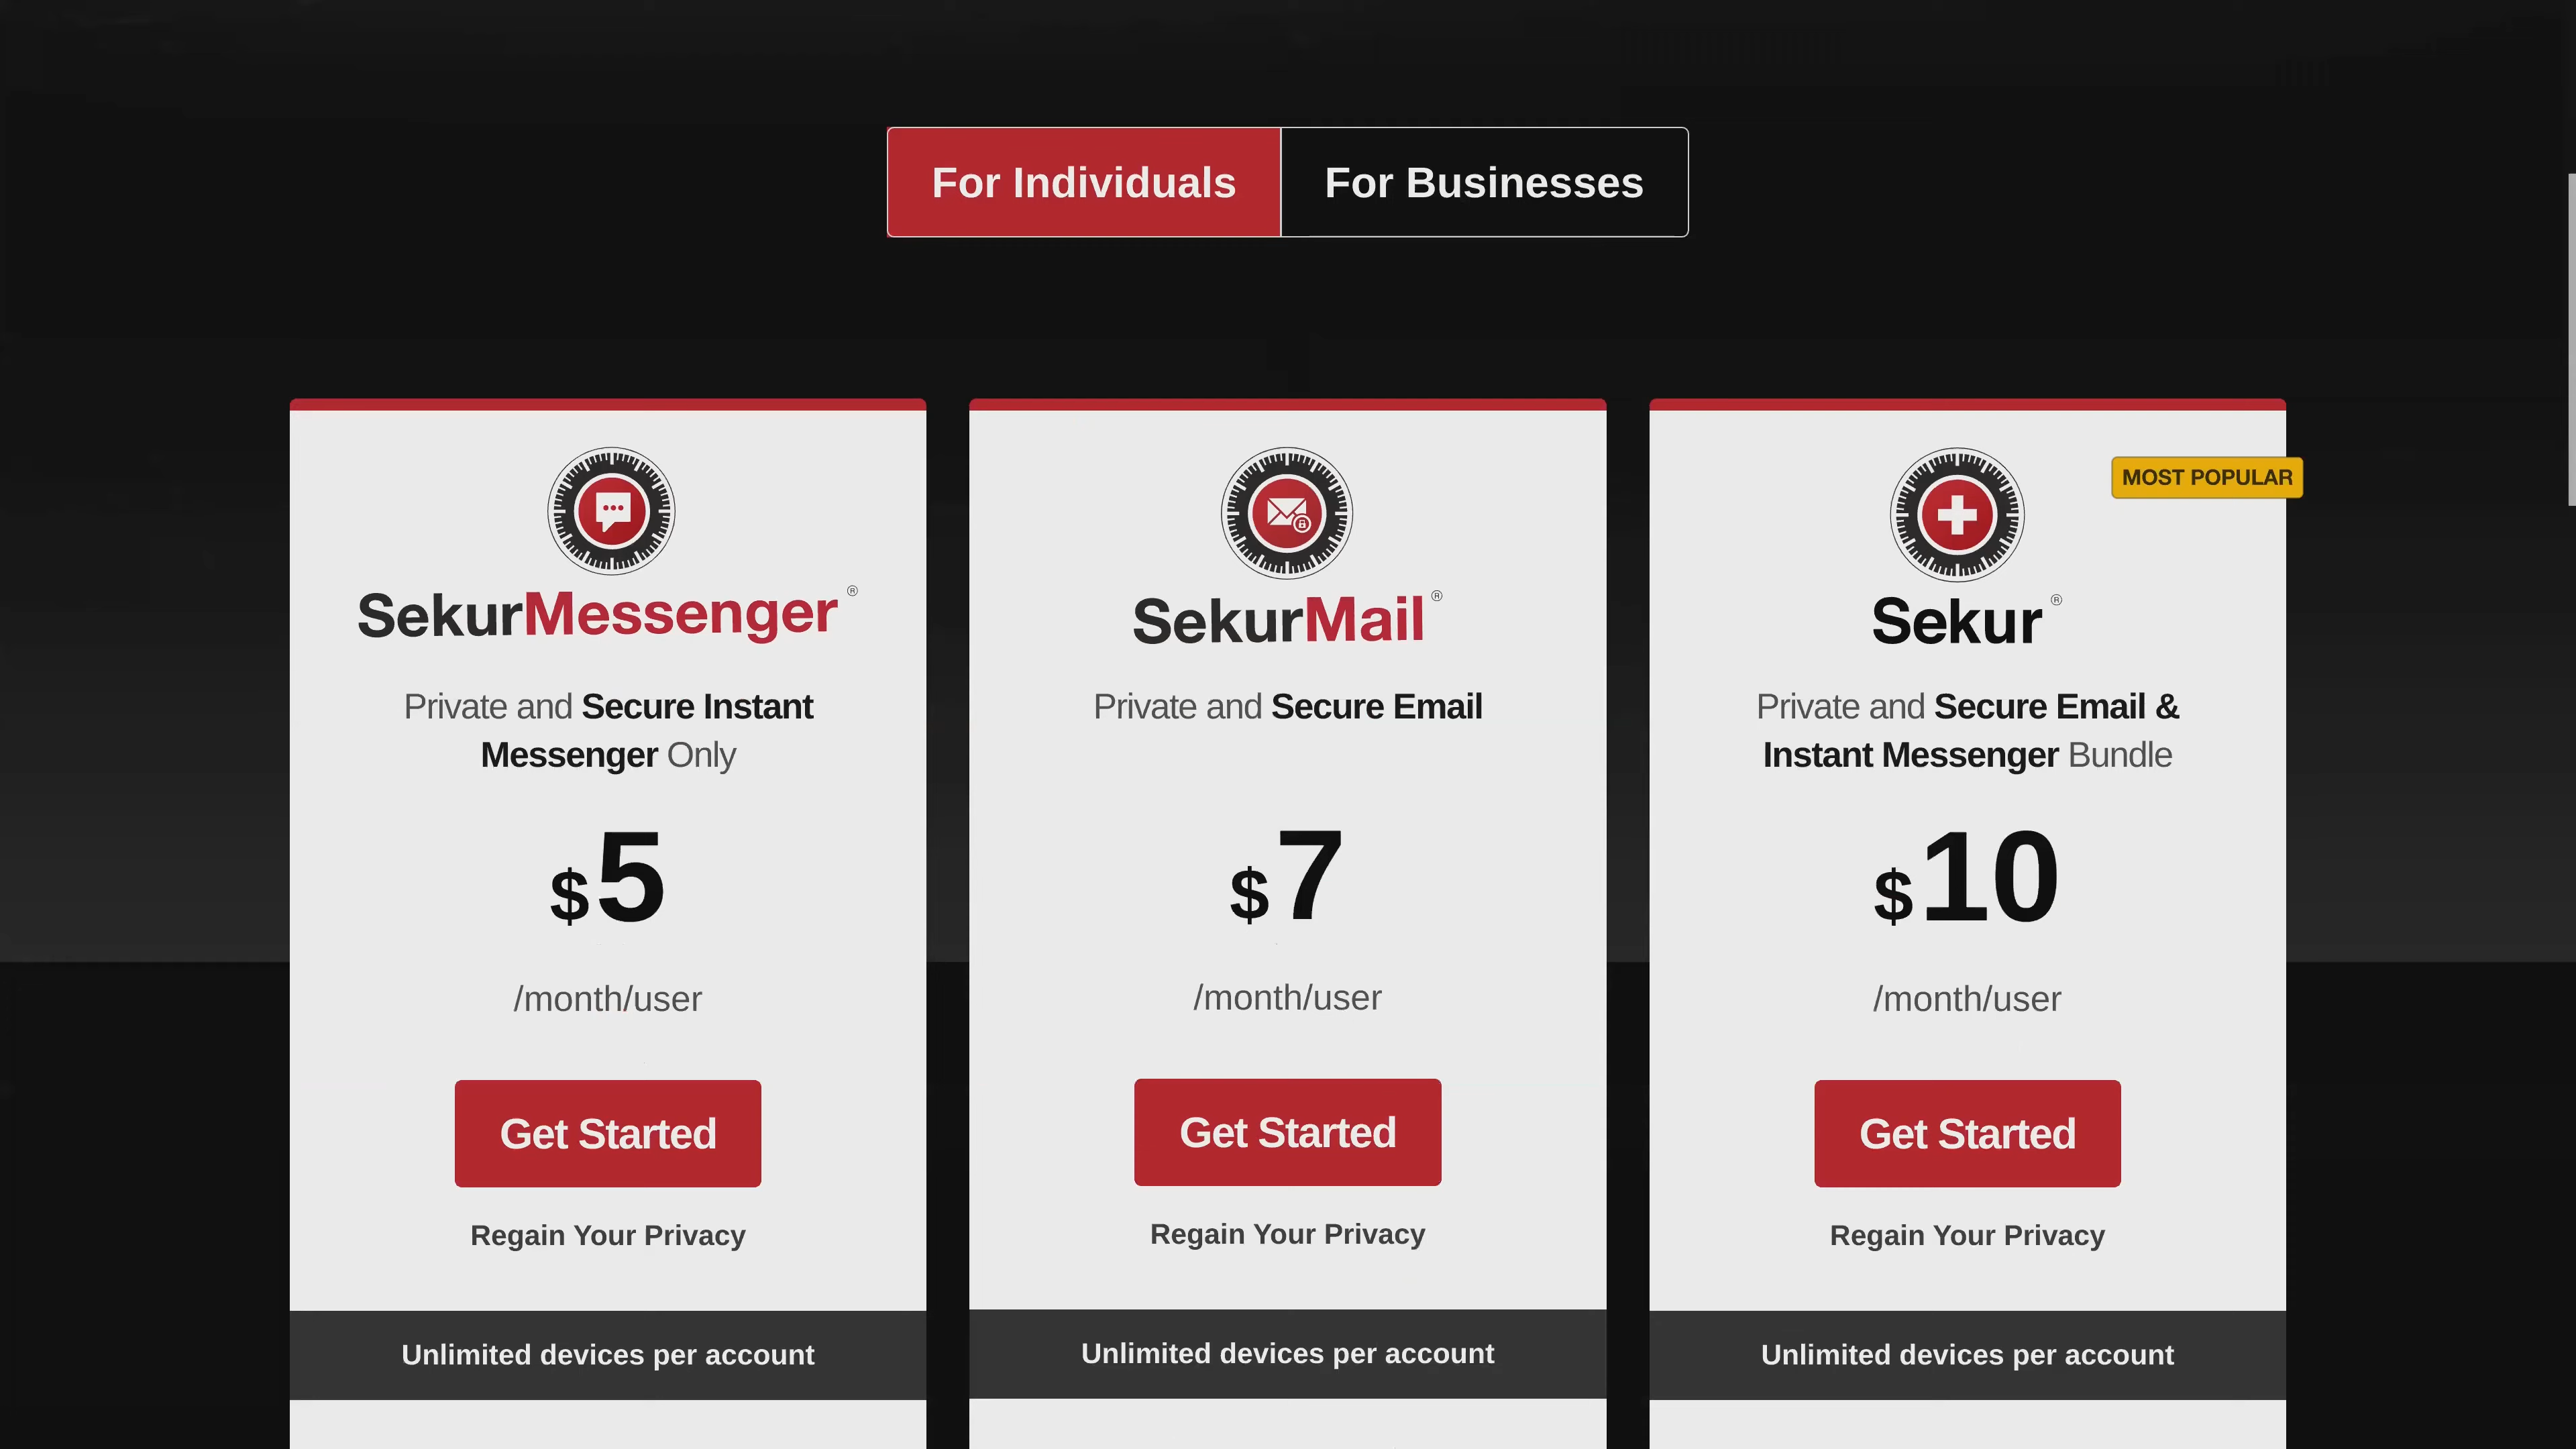 For Individuals
For Businesses
SekurMessenger®
Private and Secure Instant
Messenger Only
$5
/month/user
Get Started
Regain Your Privacy
Unlimited devices per account
SekurMail®
Private and Secure Email
$7
/month/user
Get Started
Regain Your Privacy
Unlimited devices per account
MOST POPULAR
Sekur®
Private and Secure Email &
Instant Messenger Bundle
$10
/month/user
Get Started
Regain Your Privacy
Unlimited devices per account